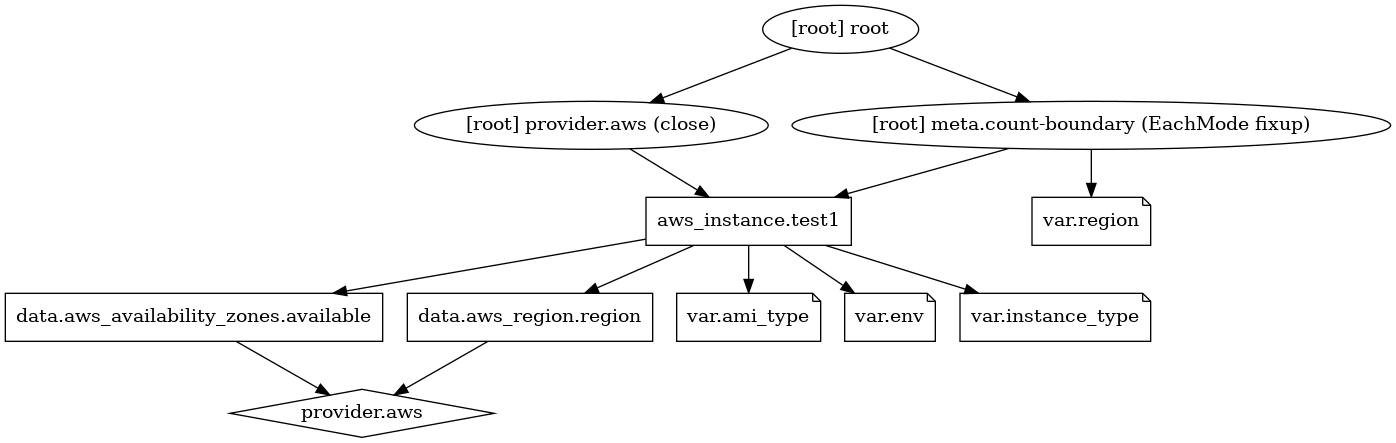 [root] root
[root] provider.aws (close)
[root] meta.count-boundary (EachMode fixup)
aws_instance.test1
var.region
data.aws_availability_zones.available
data.aws_region.region
var.ami_type
var.env
var.instance_type
provider.aws